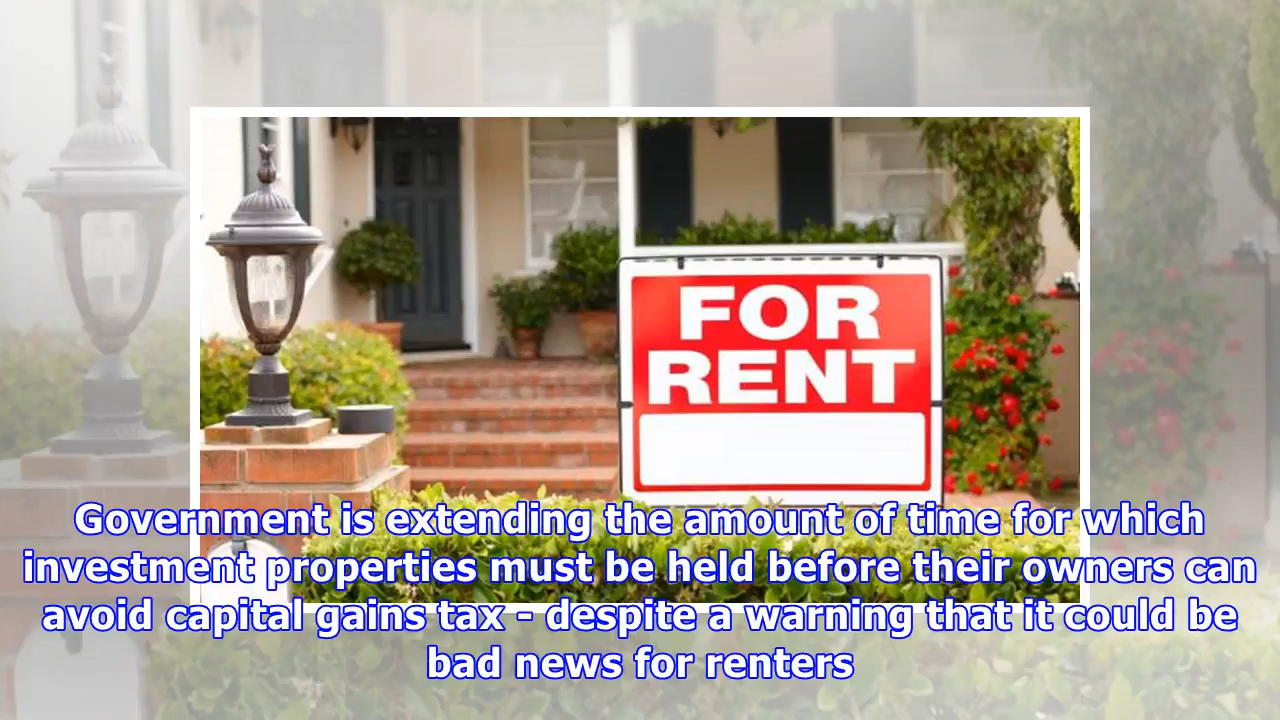 FOR
RENT
Government is extending the amount of time for which
investment properties must be held before their owners can
avoid capital gains tax - despite a warning that it could be
bad news for renters